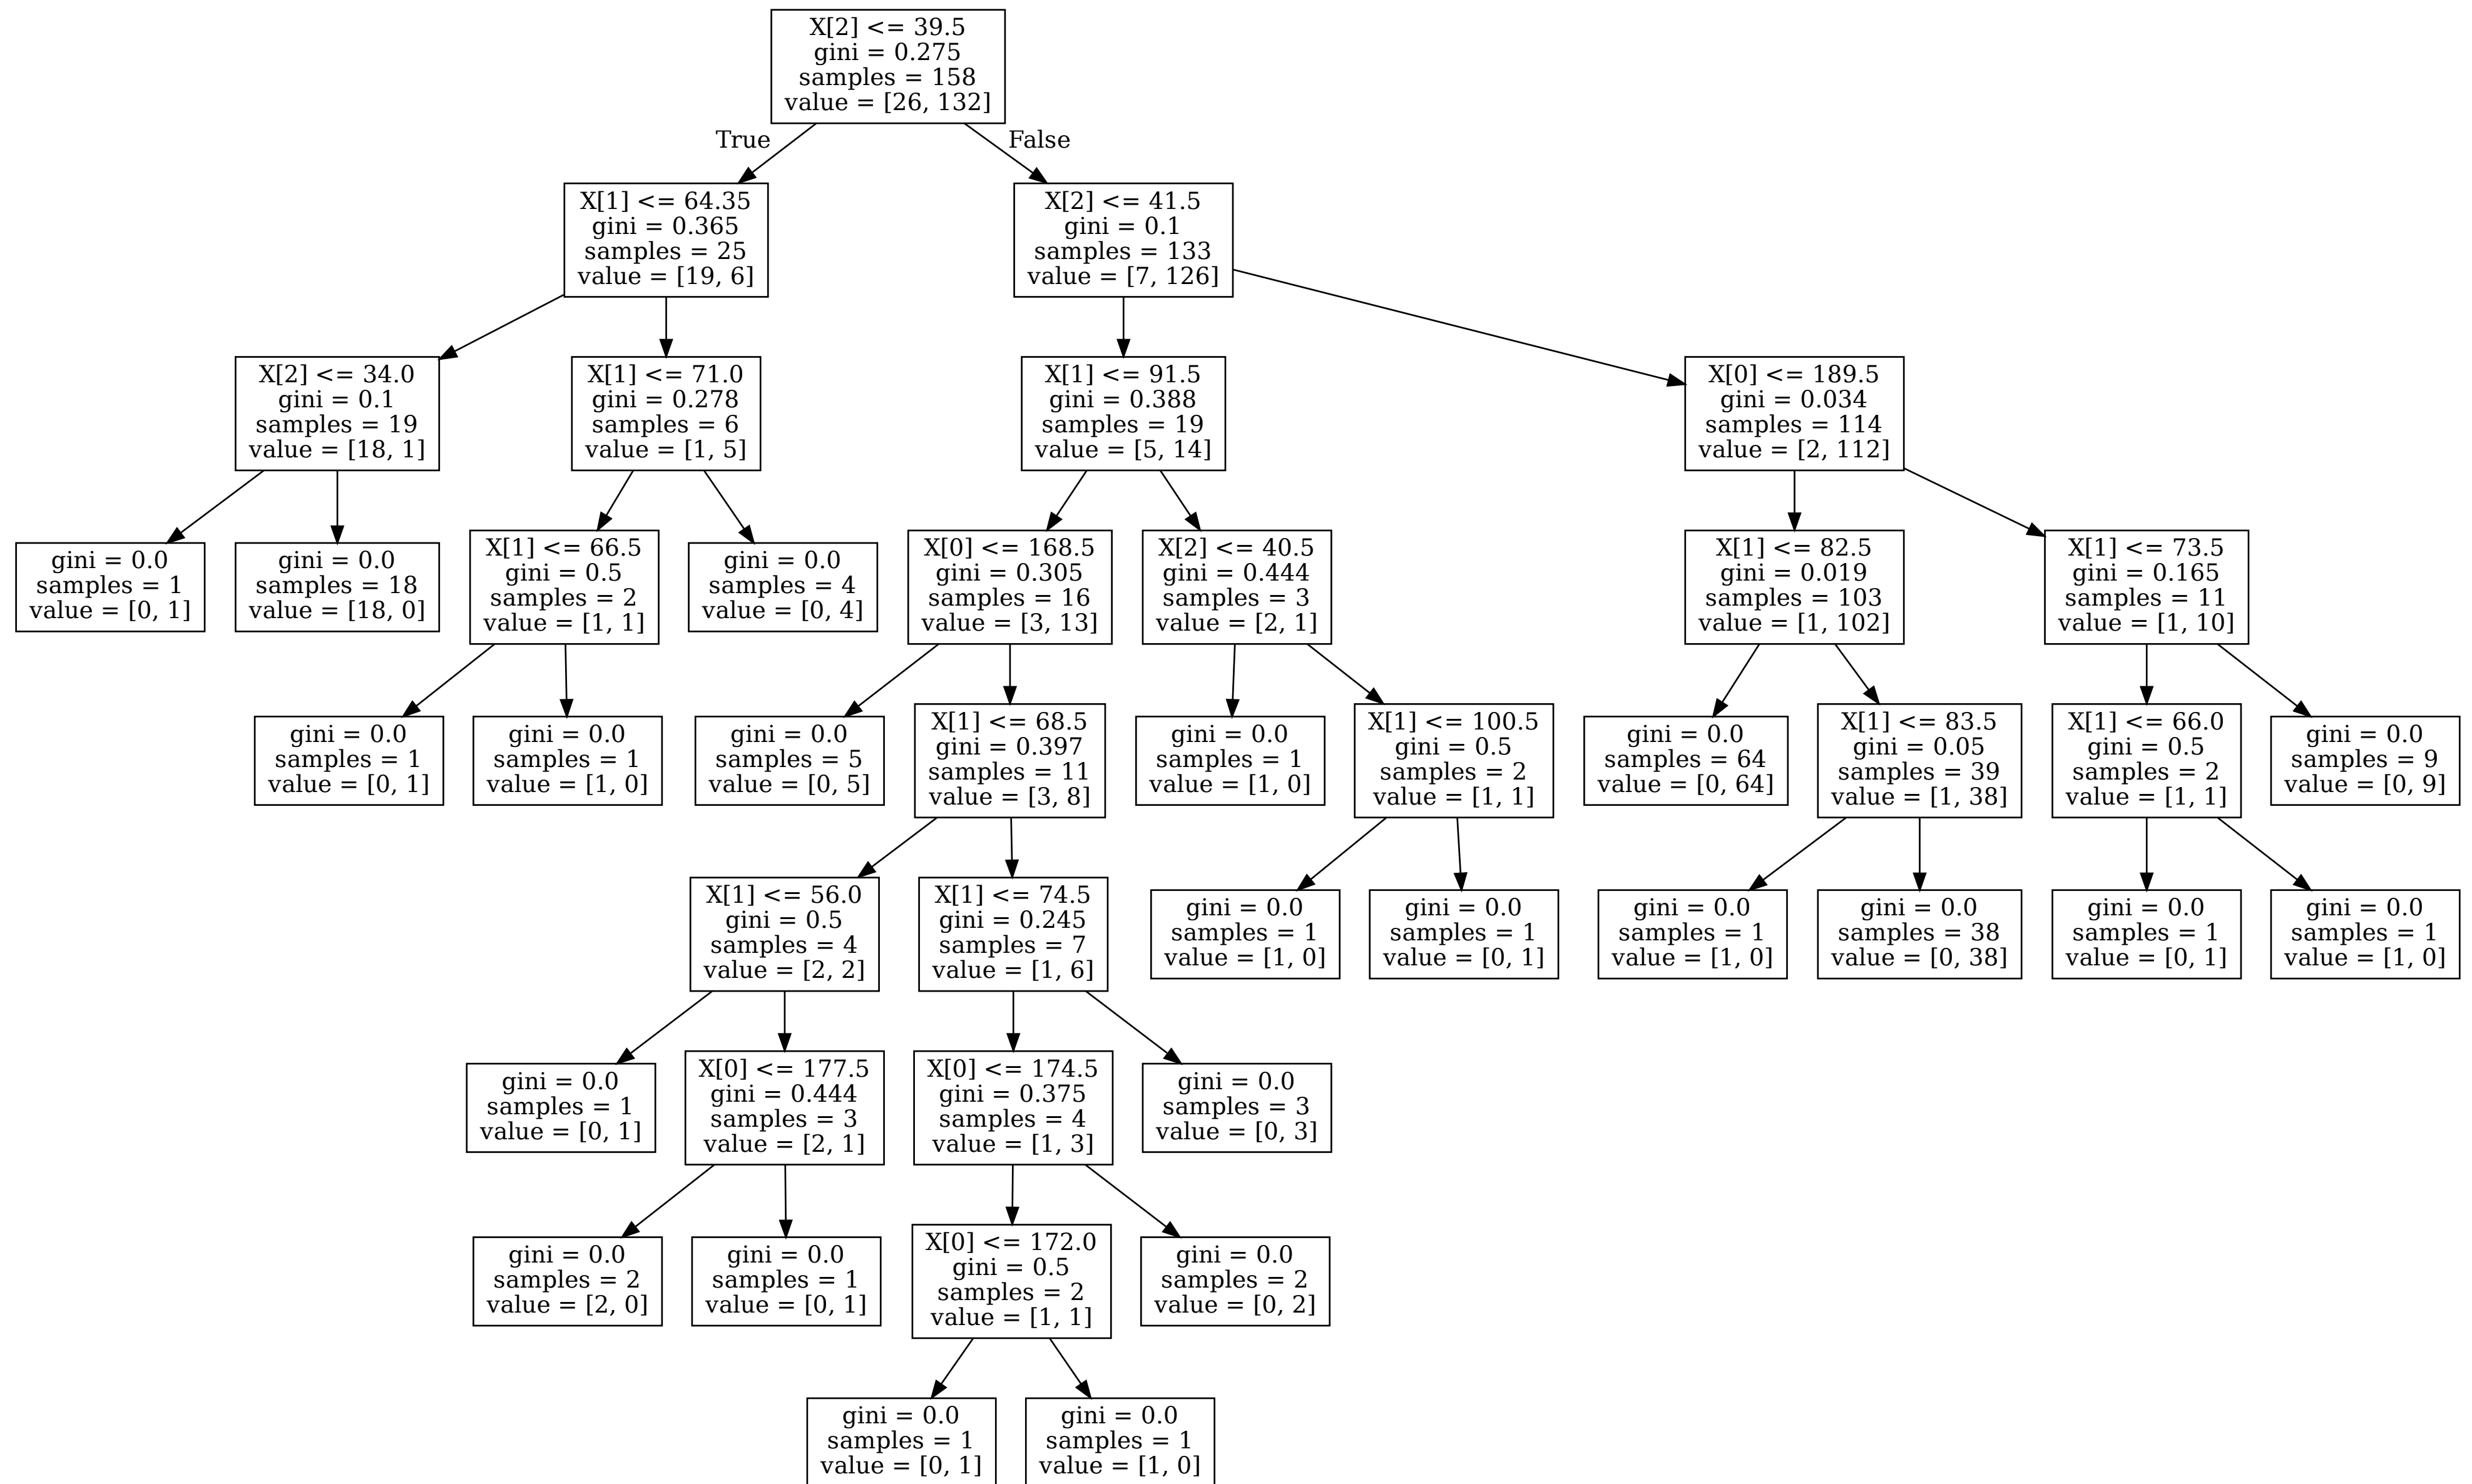 X[2] <= 39.5
gini = 0.275
samples = 158
value = [26, 132]
True
False
X[1] <= 64.35
gini = 0.365
samples = 25
value = [19, 6]
X[2] <= 41.5
gini = 0.1
samples = 133
value = [7, 126]
X[2] <= 34.0
gini = 0.1
samples = 19
value = [18, 1]
X[1] <= 71.0
gini = 0.278
samples = 6
value = [1, 5]
X[1] <= 91.5
gini = 0.388
samples = 19
value = [5, 14]
X[0] <= 189.5
gini = 0.034
samples = 114
value = [2, 112]
gini = 0.0
samples = 1
value = [0, 1]
gini = 0.0
samples = 18
value = [18, 0]
X[1] <= 66.5
gini = 0.5
samples = 2
value = [1, 1]
gini = 0.0
samples = 4
value = [0, 4]
X[0] <= 168.5
gini = 0.305
samples = 16
value = [3, 13]
X[2] <= 40.5
gini = 0.444
samples = 3
value = [2, 1]
X[1] <= 82.5
gini = 0.019
samples = 103
value = [1, 102]
X[1] <= 73.5
gini = 0.165
samples = 11
value = [1, 10]
gini = 0.0
samples = 1
value = [0, 1]
gini = 0.0
samples = 1
value = [1, 0]
gini = 0.0
samples = 5
value = [0, 5]
X[1] <= 68.5
gini = 0.397
samples = 11
value = [3, 8]
gini = 0.0
samples = 1
value = [1, 0]
X[1] <= 100.5
gini = 0.5
samples = 2
value = [1, 1]
gini = 0.0
samples = 64
value = [0, 64]
X[1] <= 83.5
gini = 0.05
samples = 39
value = [1, 38]
X[1] <= 66.0
gini = 0.5
samples = 2
value = [1, 1]
gini = 0.0
samples = 9
value = [0, 9]
X[1] <= 56.0
gini = 0.5
samples = 4
value = [2, 2]
X[1] <= 74.5
gini = 0.245
samples = 7
value = [1, 6]
gini = 0.0
samples = 1
value = [1, 0]
gini = 0.0
samples = 1
value = [0, 1]
gini = 0.0
samples = 1
value = [1, 0]
gini = 0.0
samples = 38
value = [0, 38]
gini = 0.0
samples = 1
value = [0, 1]
gini = 0.0
samples = 1
value = [1, 0]
gini = 0.0
samples = 1
value = [0, 1]
X[0] <= 177.5
gini = 0.444
samples = 3
value = [2, 1]
X[0] <= 174.5
gini = 0.375
samples = 4
value = [1, 3]
gini = 0.0
samples = 3
value = [0, 3]
gini = 0.0
samples = 2
value = [2, 0]
gini = 0.0
samples = 1
value = [0, 1]
X[0] <= 172.0
gini = 0.5
samples = 2
value = [1, 1]
gini = 0.0
samples = 2
value = [0, 2]
gini = 0.0
samples = 1
value = [0, 1]
gini = 0.0
samples = 1
value = [1, 0]